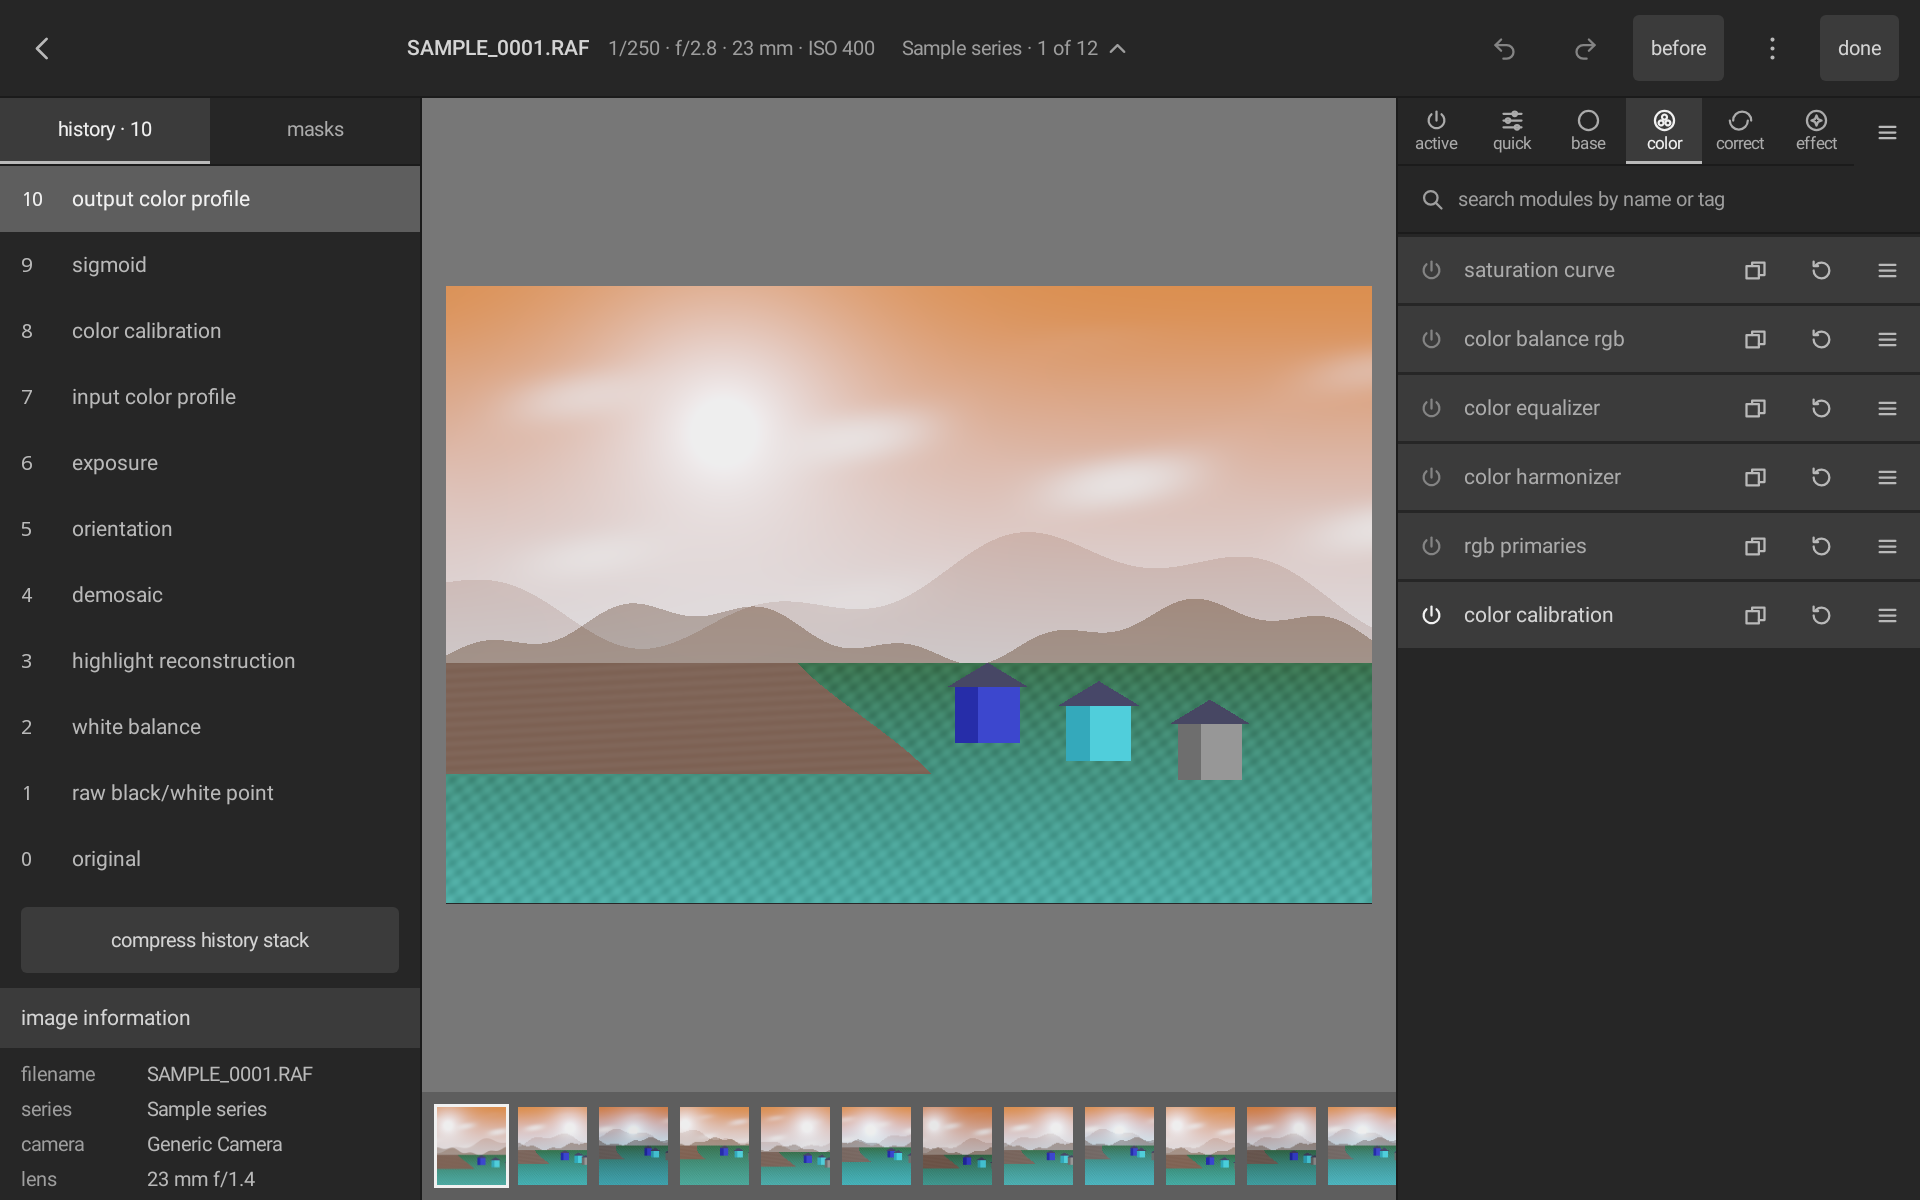 SAMPLE_0001.RAF 1/250 · f/2.8 · 23 mm · ISO 400 Sample series · 1 of 12
before
done
history · 10
masks
10 output color profile
9 sigmoid
8 color calibration
7 input color profile
6 exposure
5 orientation
4 demosaic
3 highlight reconstruction
2 white balance
1 raw black/white point
0 original
compress history stack
image information
filename SAMPLE_0001.RAF
series Sample series
camera Generic Camera
lens 23 mm f/1.4
active
quick
base
color
correct
effect
search modules by name or tag
saturation curve
color balance rgb
color equalizer
color harmonizer
rgb primaries
color calibration